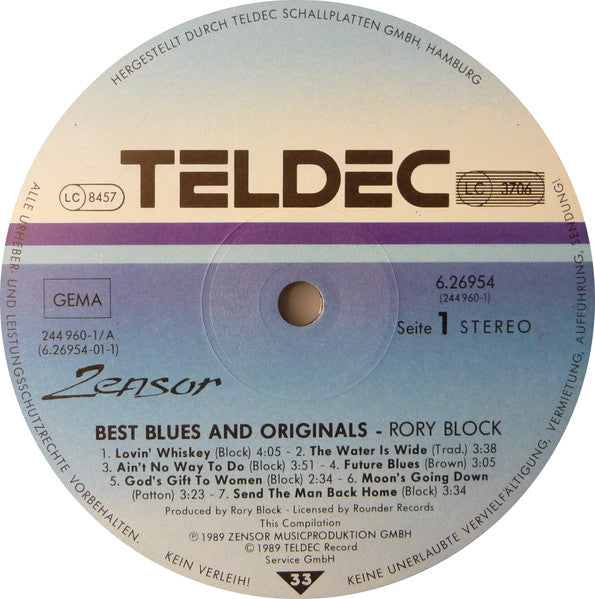 HERGESTELLT DURCH TELDEC SCHALLPLATTEN GMBH, HAMBURG
TELDEC
LC 8457
LC 3706
GEMA
244 960-1/A
(6.26954-01-1)
6.26954
(244 960-1)
Seite 1 STEREO
Zensor
BEST BLUES AND ORIGINALS - RORY BLOCK
1. Lovin' Whiskey (Block) 4:05 - 2. The Water Is Wide (Trad.) 3:38
3. Ain't No Way To Do (Block) 3:51 - 4. Future Blues (Brown) 3:05
5. God's Gift To Women (Block) 2:34 - 6. Moon's Going Down
(Patton) 3:23 - 7. Send The Man Back Home (Block) 3:34
Produced by Rory Block - Licensed by Rounder Records
This Compilation
℗ 1989 ZENSOR MUSICPRODUKTION GMBH
© 1989 TELDEC Record
Service GmbH
33
ALLE URHEBER- UND LEISTUNGSSCHUTZRECHTE VORBEHALTEN.
KEIN VERLEIH!
KEINE UNERLAUBTE VERVIELFÄLTIGUNG, VERMIETUNG, AUFFÜHRUNG, SENDUNG!